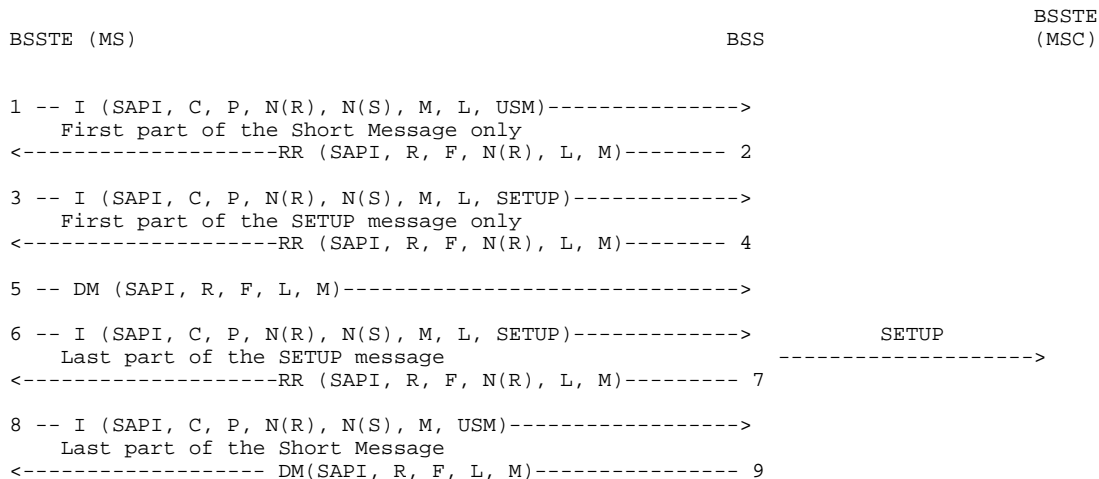 BSSTE
BSSTE (MS) BSS (MSC)
1 -- I (SAPI, C, P, N(R), N(S), M, L, USM)--------------->
First part of the Short Message only
<--------------------RR (SAPI, R, F, N(R), L, M)-------- 2
3 -- I (SAPI, C, P, N(R), N(S), M, L, SETUP)------------->
First part of the SETUP message only
<--------------------RR (SAPI, R, F, N(R), L, M)-------- 4
5 -- DM (SAPI, R, F, L, M)------------------------------->
6 -- I (SAPI, C, P, N(R), N(S), M, L, SETUP)-------------> SETUP
Last part of the SETUP message -------------------->
<--------------------RR (SAPI, R, F, N(R), L, M)--------- 7
8 -- I (SAPI, C, P, N(R), N(S), M, USM)------------------>
Last part of the Short Message
<------------------- DM(SAPI, R, F, L, M)---------------- 9